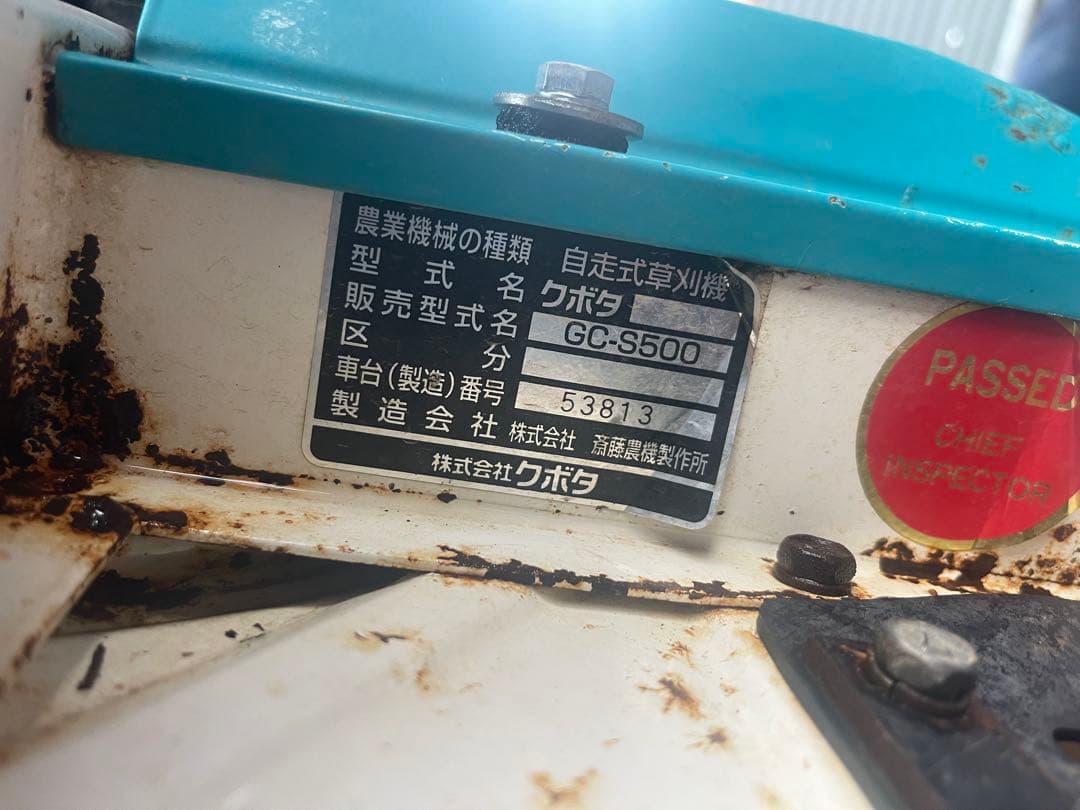 農業機械の種類 自走式草刈機
型式名 クボタ
販売型式名 GC-S500
区分
車台(製造)番号 53813
製造会社 株式会社 斎藤農機製作所
株式会社クボタ
PASSED
CHIEF
INSPECTOR